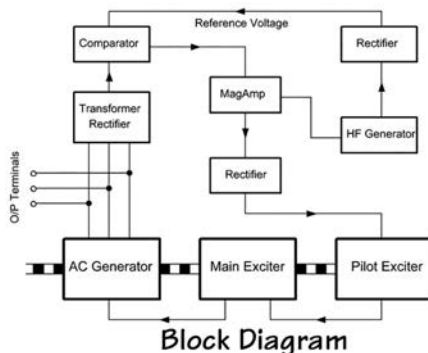 Reference Voltage
Comparator
Rectifier
MagAmp
Transformer
Rectifier
HF Generator
Rectifier
O/P Terminals
AC Generator
Main Exciter
Pilot Exciter
Block Diagram